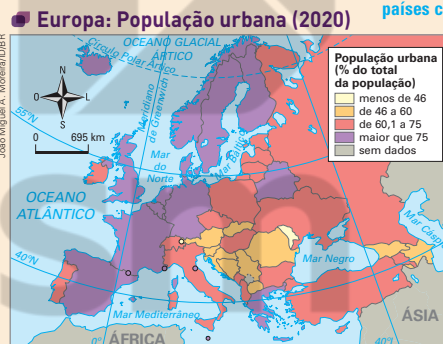 países c
Europa: População urbana (2020)
João Miguel A. Moreira/ID/BR
OCEANO GLACIAL
ÁRTICO
Círculo Polar Ártico
Meridiano
de Greenwich
N
O
L
S
0 695 km
55°N
Mar
do
Norte
Mar Báltico
OCEANO
ATLÂNTICO
40°N
Mar Mediterrâneo
Mar Negro
Mar Cáspio
ÁFRICA
ÁSIA
0°
40°L
População urbana
(% do total
da população)
menos de 46
de 46 a 60
de 60,1 a 75
maior que 75
sem dados
sm